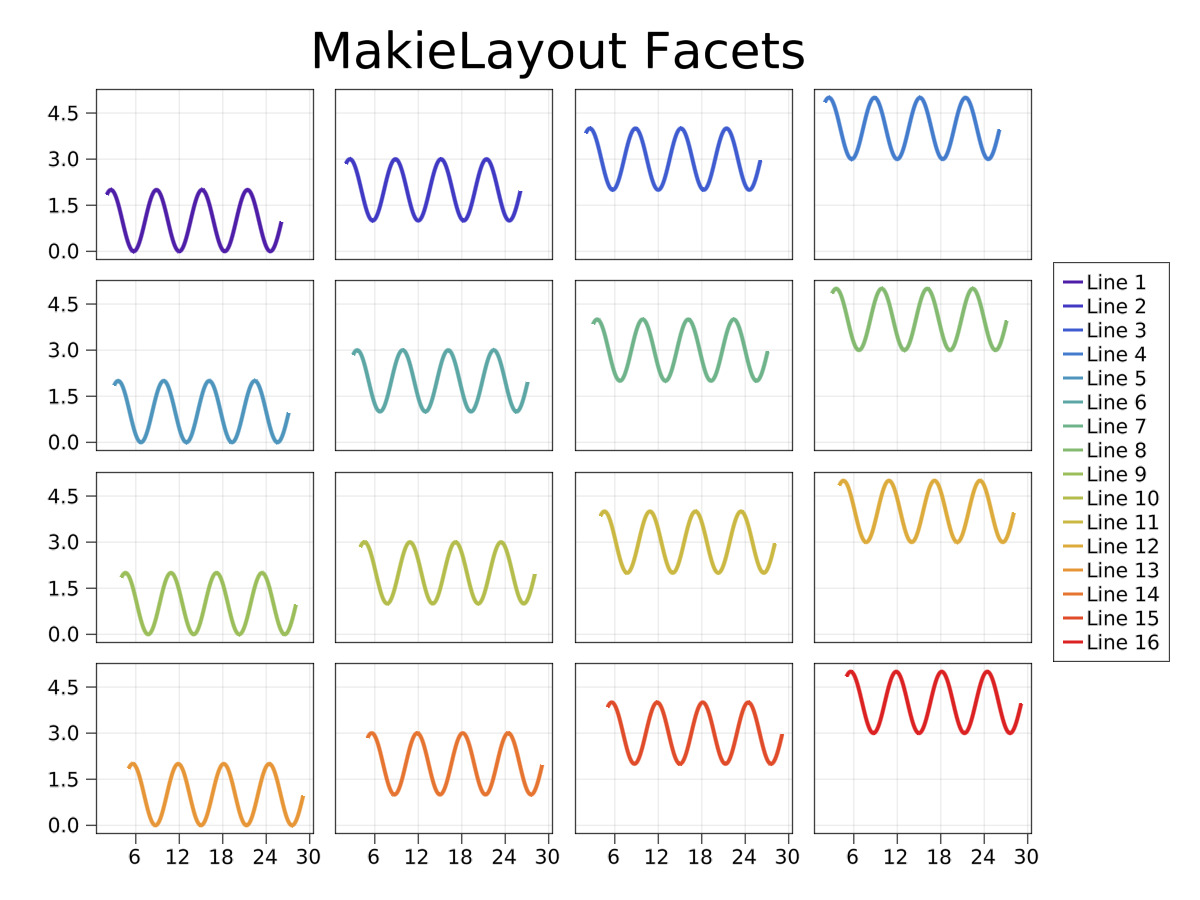 MakieLayout Facets
4.5
3.0
1.5
0.0
4.5
3.0
1.5
0.0
4.5
3.0
1.5
0.0
4.5
3.0
1.5
0.0
6 12 18 24 30 6 12 18 24 30 6 12 18 24 30 6 12 18 24 30
Line 1
Line 2
Line 3
Line 4
Line 5
Line 6
Line 7
Line 8
Line 9
Line 10
Line 11
Line 12
Line 13
Line 14
Line 15
Line 16